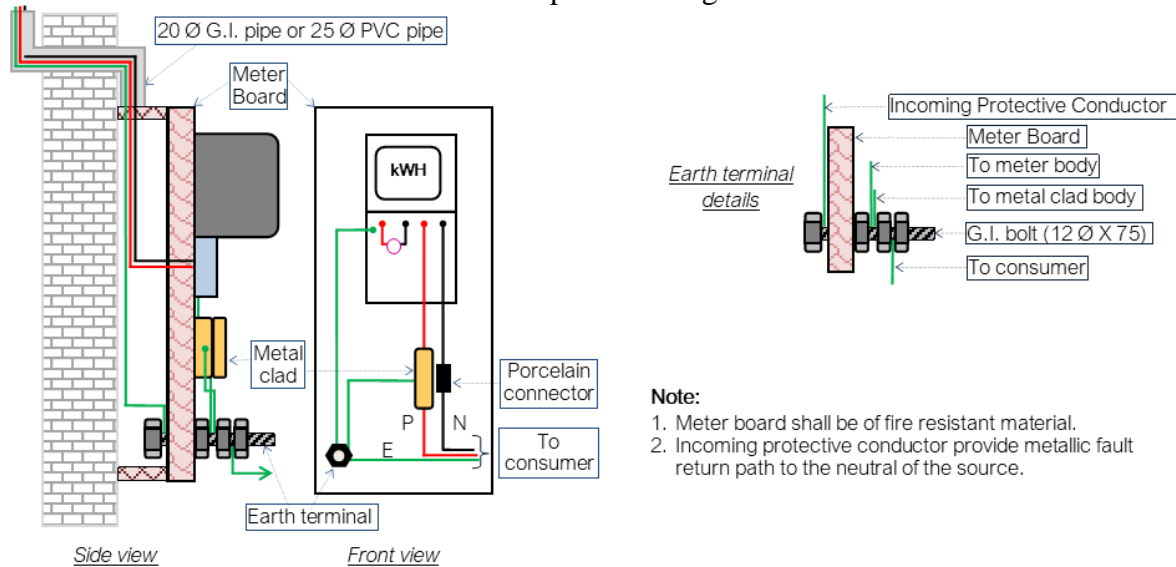 20 Ø G.I. pipe or 25 Ø PVC pipe
Meter
Board
kWH
Metal
clad
Porcelain
connector
P
N
E
To
consumer
Earth terminal
Side view
Front view
Earth terminal
details
Incoming Protective Conductor
Meter Board
To meter body
To metal clad body
G.I. bolt (12 Ø X 75)
To consumer
Note:
1. Meter board shall be of fire resistant material.
2. Incoming protective conductor provide metallic fault
return path to the neutral of the source.